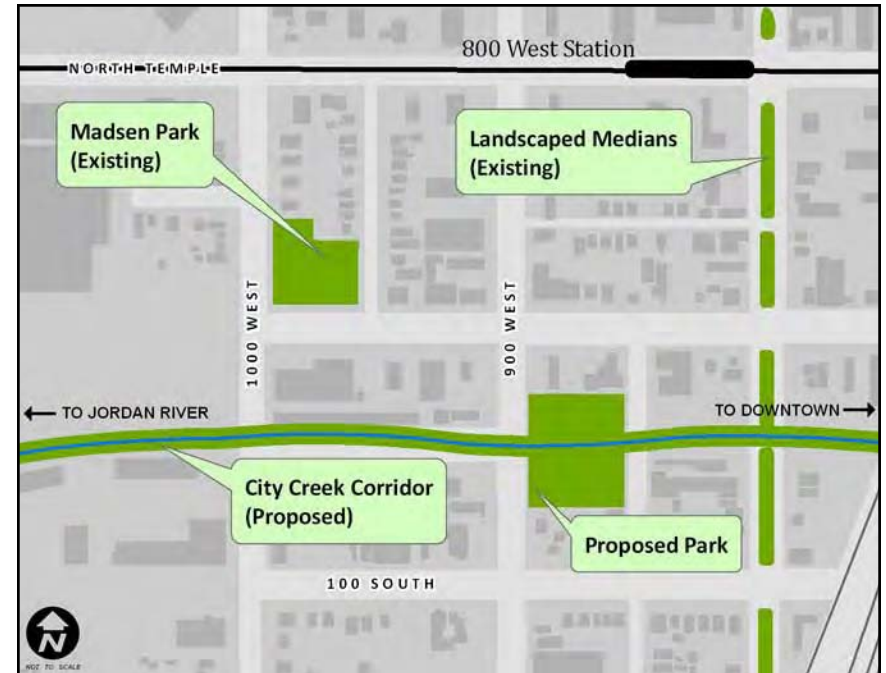 800 West Station
NORTH TEMPLE
Madsen Park
(Existing)
Landscaped Medians
(Existing)
1000 WEST
900 WEST
← TO JORDAN RIVER
TO DOWNTOWN →
City Creek Corridor
(Proposed)
Proposed Park
100 SOUTH
N
NOT TO SCALE